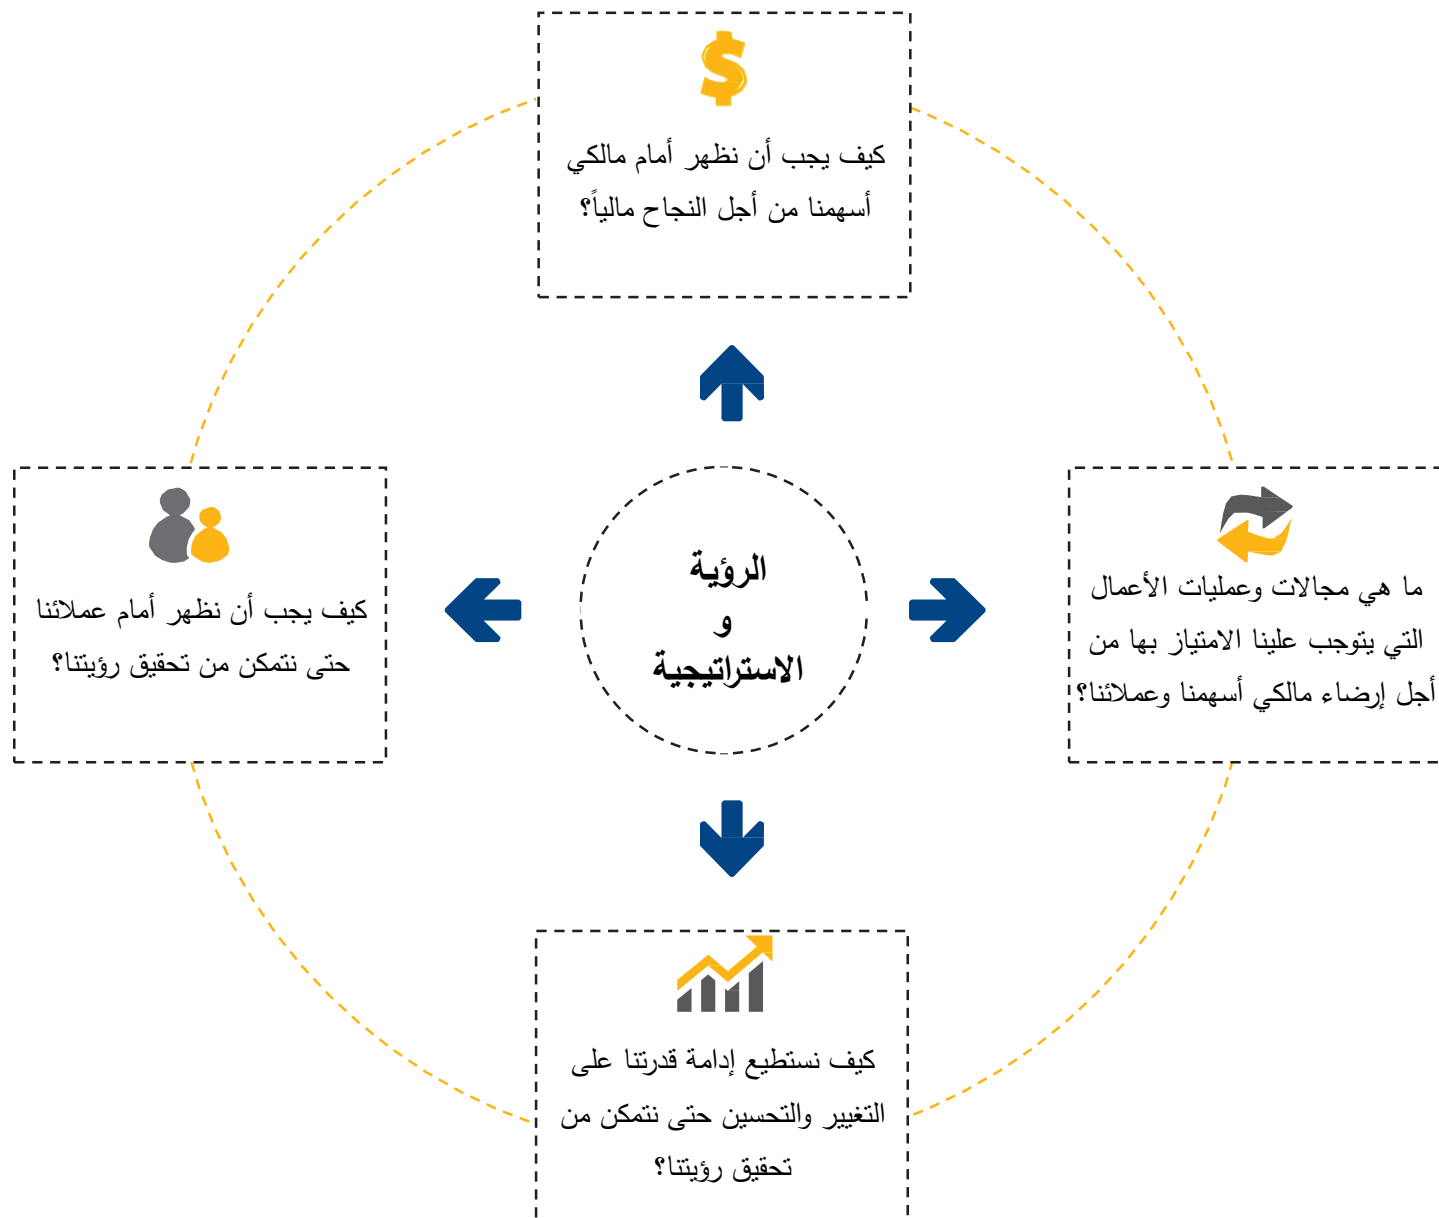 كيف يجب أن نظهر أمام مالكي
أسهمنا من أجل النجاح مالياً؟
ما هي مجالات وعمليات الأعمال
التي يتوجب علينا الامتياز بها من
أجل إرضاء مالكي أسهمنا وعملائنا؟
الرؤية
و
الاستراتيجية
كيف يجب أن نظهر أمام عملائنا
حتى نتمكن من تحقيق رؤيتنا؟
كيف نستطيع إدامة قدرتنا على
التغيير والتحسين حتى نتمكن من
تحقيق رؤيتنا؟